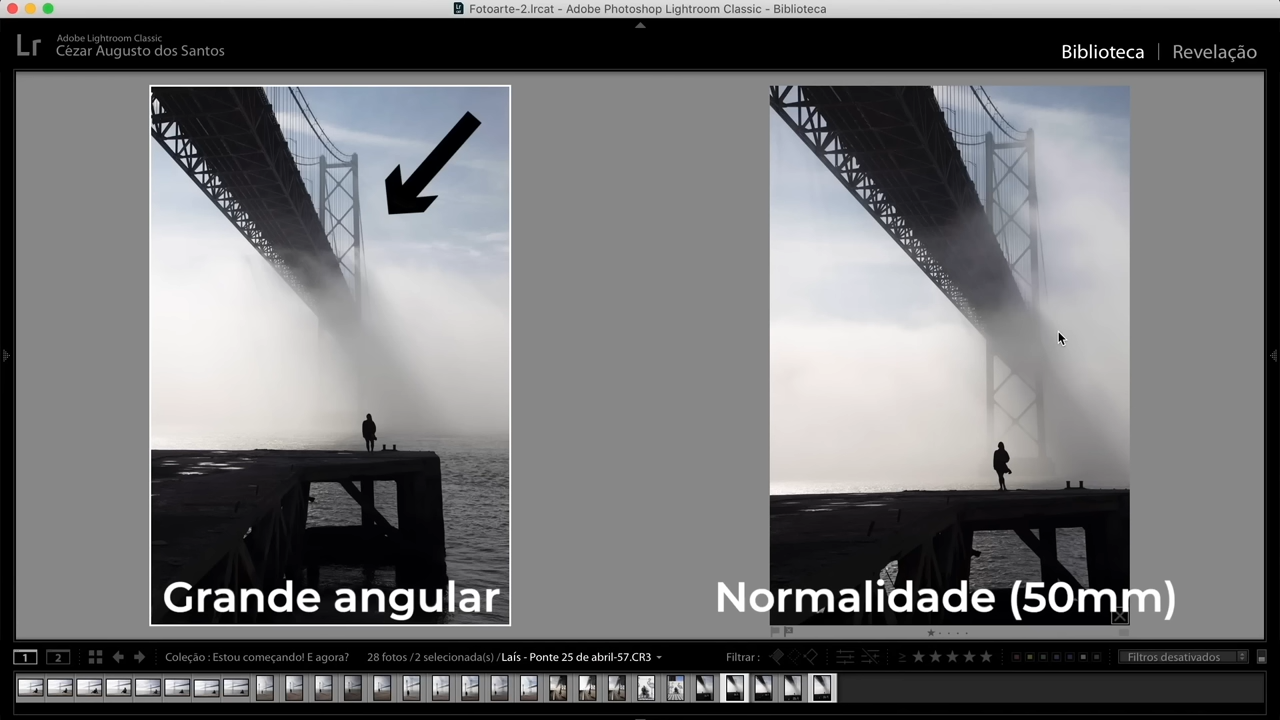 Fotoarte-2.lrcat - Adobe Photoshop Lightroom Classic - Biblioteca
Lr
Adobe Lightroom Classic
Cézar Augusto dos Santos
Biblioteca | Revelação
Grande angular
Normalidade (50mm)
1 2 Coleção : Estou começando! E agora? 28 fotos /2 selecionada(s) /Laís - Ponte 25 de abril-57.CR3 Filtrar : Filtros desativados